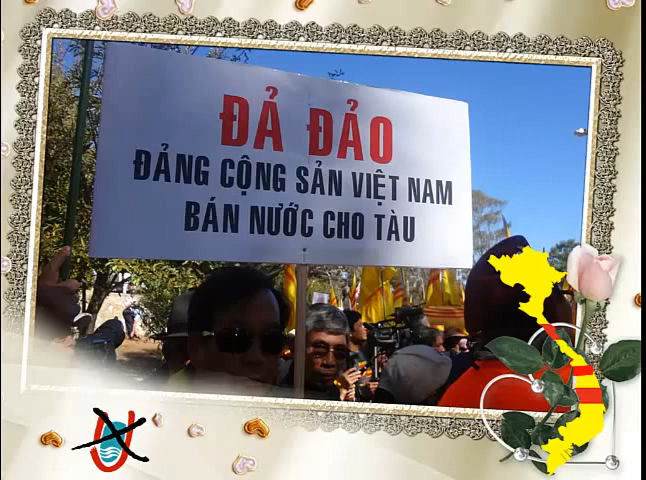 ĐẢ ĐẢO
ĐẢNG CỘNG SẢN VIỆT NAM
BÁN NƯỚC CHO TÀU